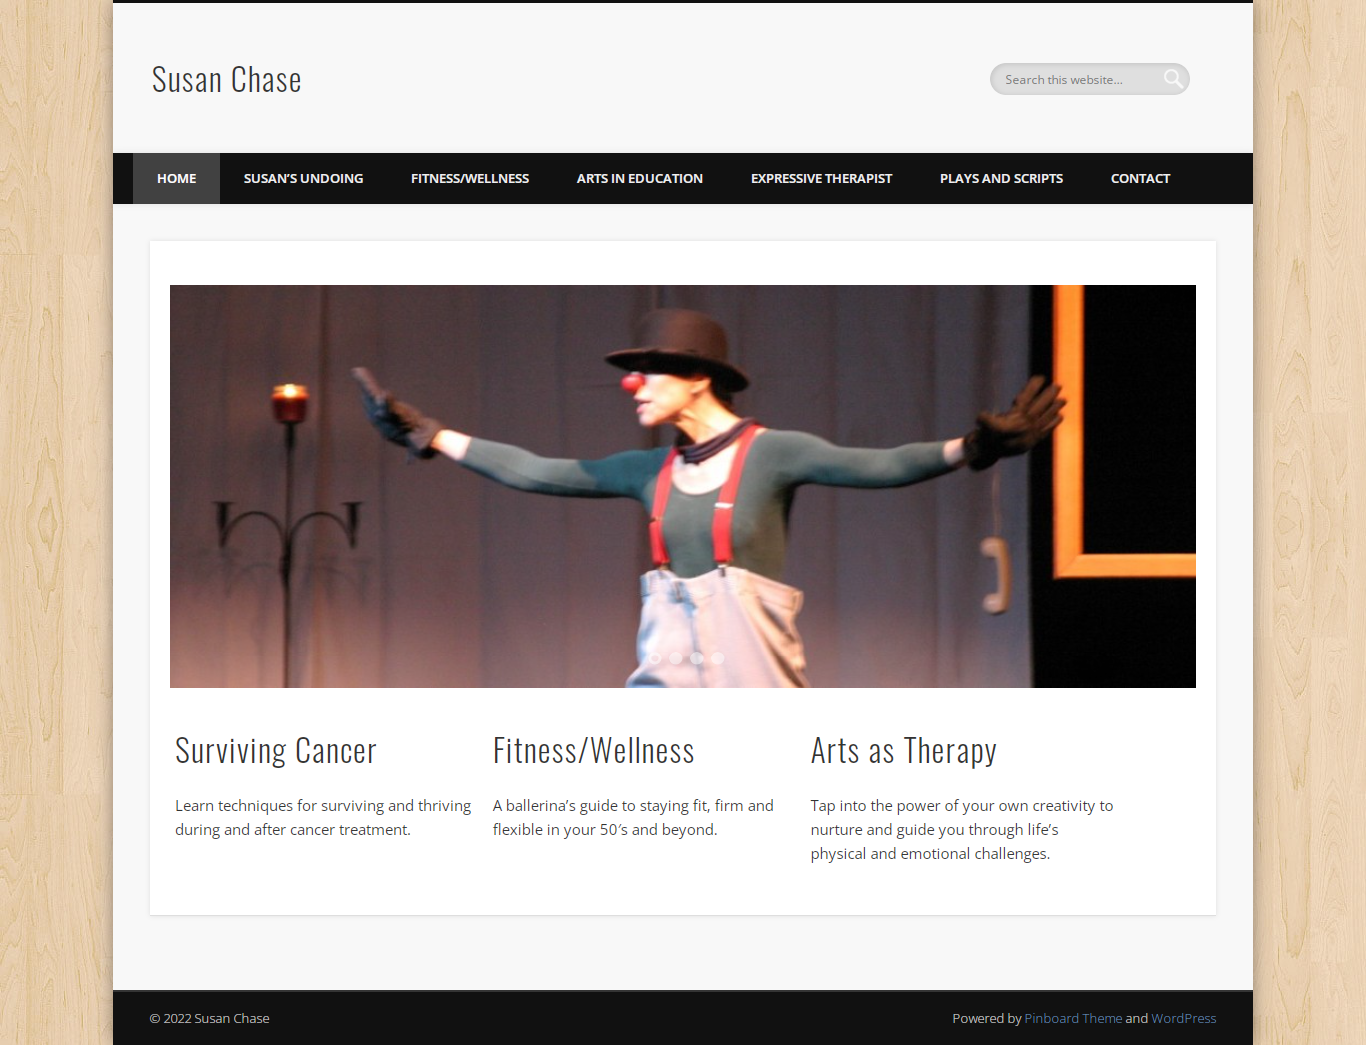 Susan Chase
Search this website...
HOME
SUSAN’S UNDOING
FITNESS/WELLNESS
ARTS IN EDUCATION
EXPRESSIVE THERAPIST
PLAYS AND SCRIPTS
CONTACT
Surviving Cancer
Learn techniques for surviving and thriving
during and after cancer treatment.
Fitness/Wellness
A ballerina’s guide to staying fit, firm and
flexible in your 50′s and beyond.
Arts as Therapy
Tap into the power of your own creativity to
nurture and guide you through life’s
physical and emotional challenges.
© 2022 Susan Chase
Powered by Pinboard Theme and WordPress